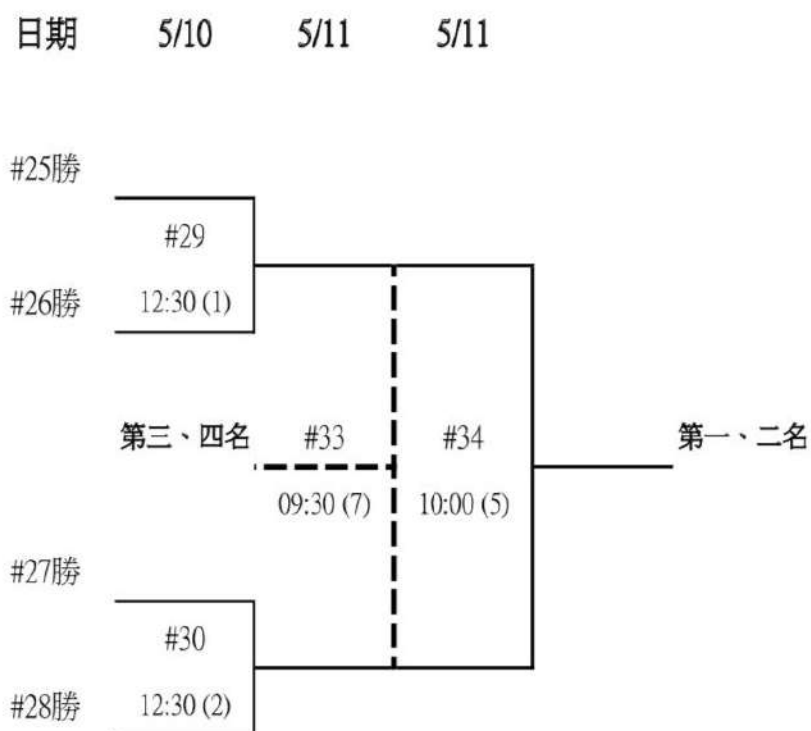 日期 5/10 5/11 5/11
#25勝
#29
#26勝 12:30 (1)
第三、四名 #33 #34 第一、二名
09:30 (7) 10:00 (5)
#27勝
#30
#28勝 12:30 (2)